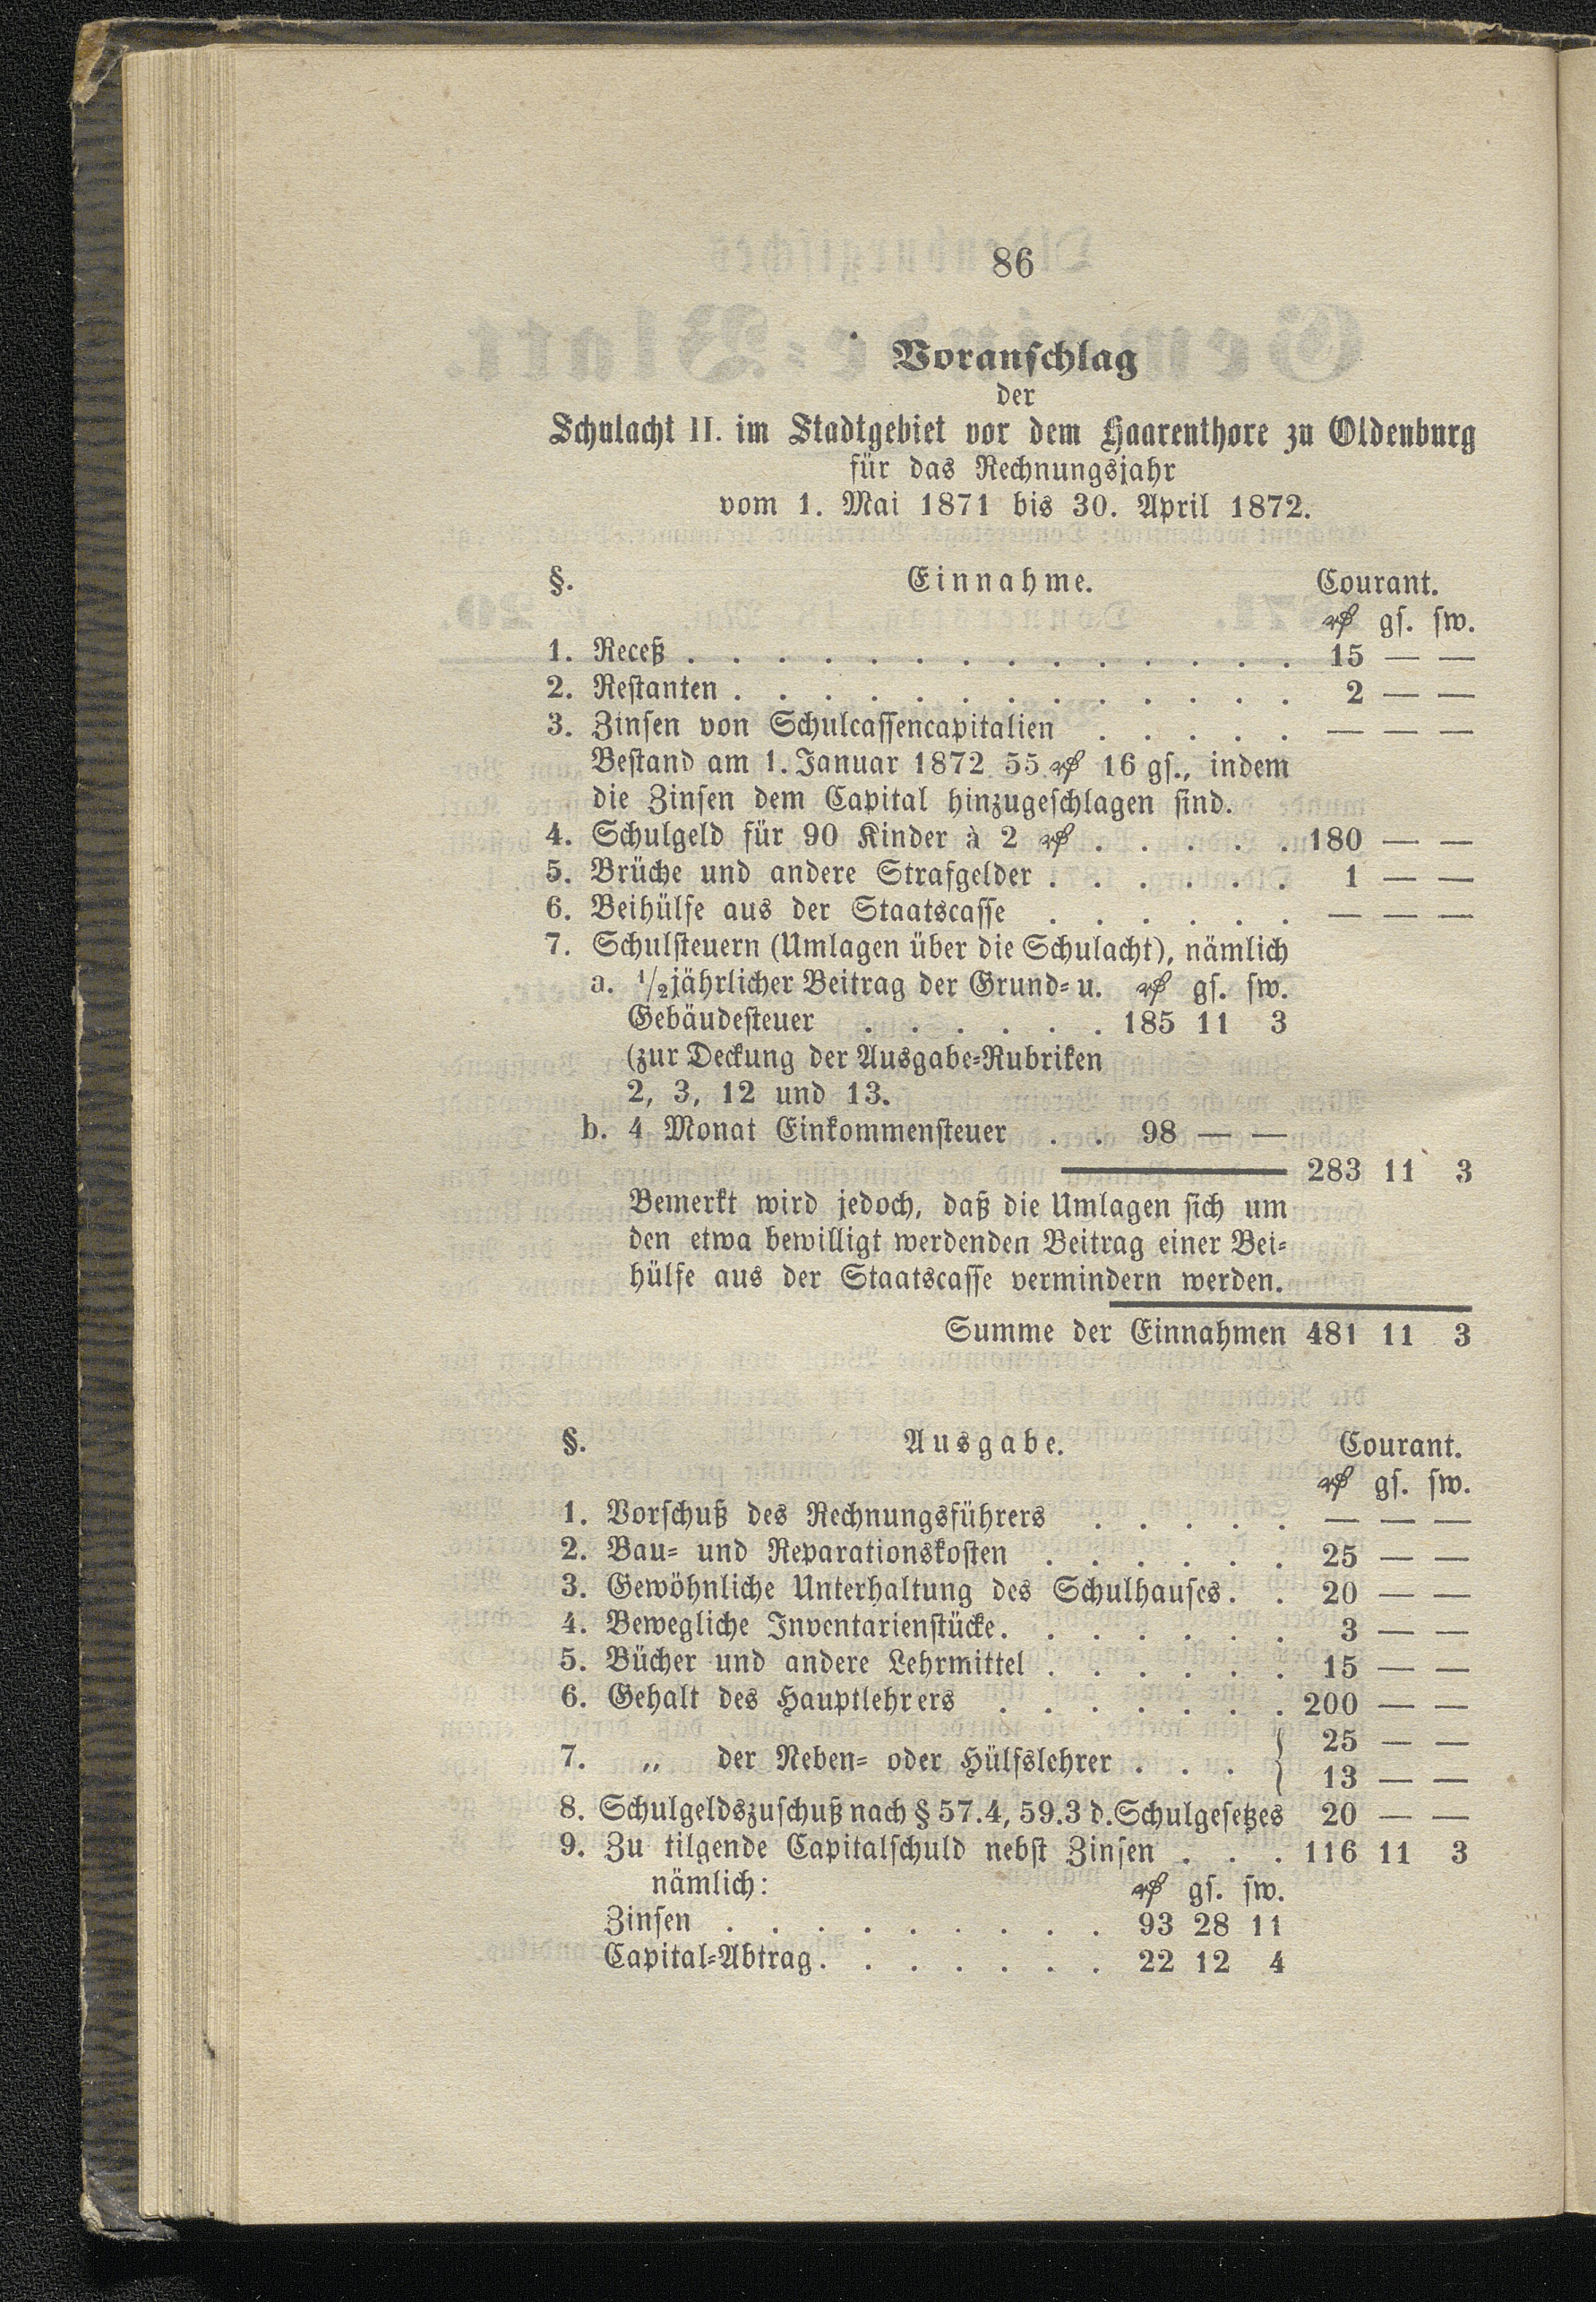 86
Voranschlag
der
Schulacht II. im Stadtgebiet vor dem Haarenthore zu Oldenburg
für das Rechnungsjahr
vom 1. Mai 1871 bis 30. April 1872.
§. Einnahme. Courant.
₰ gs. sw.
1. Receß . . . . . . . . . . . . . . 15 — —
2. Restanten . . . . . . . . . . . . . 2 — —
3. Zinsen von Schulcassencapitalien . . . . . — — —
Bestand am 1. Januar 1872 55 ₰ 16 gs., indem
die Zinsen dem Capital hinzugeschlagen sind.
4. Schulgeld für 90 Kinder à 2 ₰ . . . . . 180 — —
5. Brüche und andere Strafgelder . . . . . . 1 — —
6. Beihülfe aus der Staatscasse . . . . . . — — —
7. Schulsteuern (Umlagen über die Schulacht), nämlich
a. 1/2jährlicher Beitrag der Grund- u. ₰ gs. sw.
Gebäudesteuer . . . . . . 185 11 3
(zur Deckung der Ausgabe-Rubriken
2, 3, 12 und 13.
b. 4 Monat Einkommensteuer . . 98 — —
283 11 3
Bemerkt wird jedoch, daß die Umlagen sich um
den etwa bewilligt werdenden Beitrag einer Bei-
hülfe aus der Staatscasse vermindern werden.
Summe der Einnahmen 481 11 3
§. Ausgabe. Courant.
₰ gs. sw.
1. Vorschuß des Rechnungsführers . . . . . — — —
2. Bau- und Reparationskosten . . . . . . 25 — —
3. Gewöhnliche Unterhaltung des Schulhauses . . 20 — —
4. Bewegliche Inventarienstücke . . . . . . . 3 — —
5. Bücher und andere Lehrmittel . . . . . . 15 — —
6. Gehalt des Hauptlehrers . . . . . . . 200 — —
7. „ der Neben- oder Hülfslehrer . . . { 25 — —
13 — —
8. Schulgeldszuschuß nach § 57.4, 59.3 d. Schulgesetzes 20 — —
9. Zu tilgende Capitalschuld nebst Zinsen . . . 116 11 3
nämlich: ₰ gs. sw.
Zinsen . . . . . . . . . 93 28 11
Capital-Abtrag . . . . . . . 22 12 4